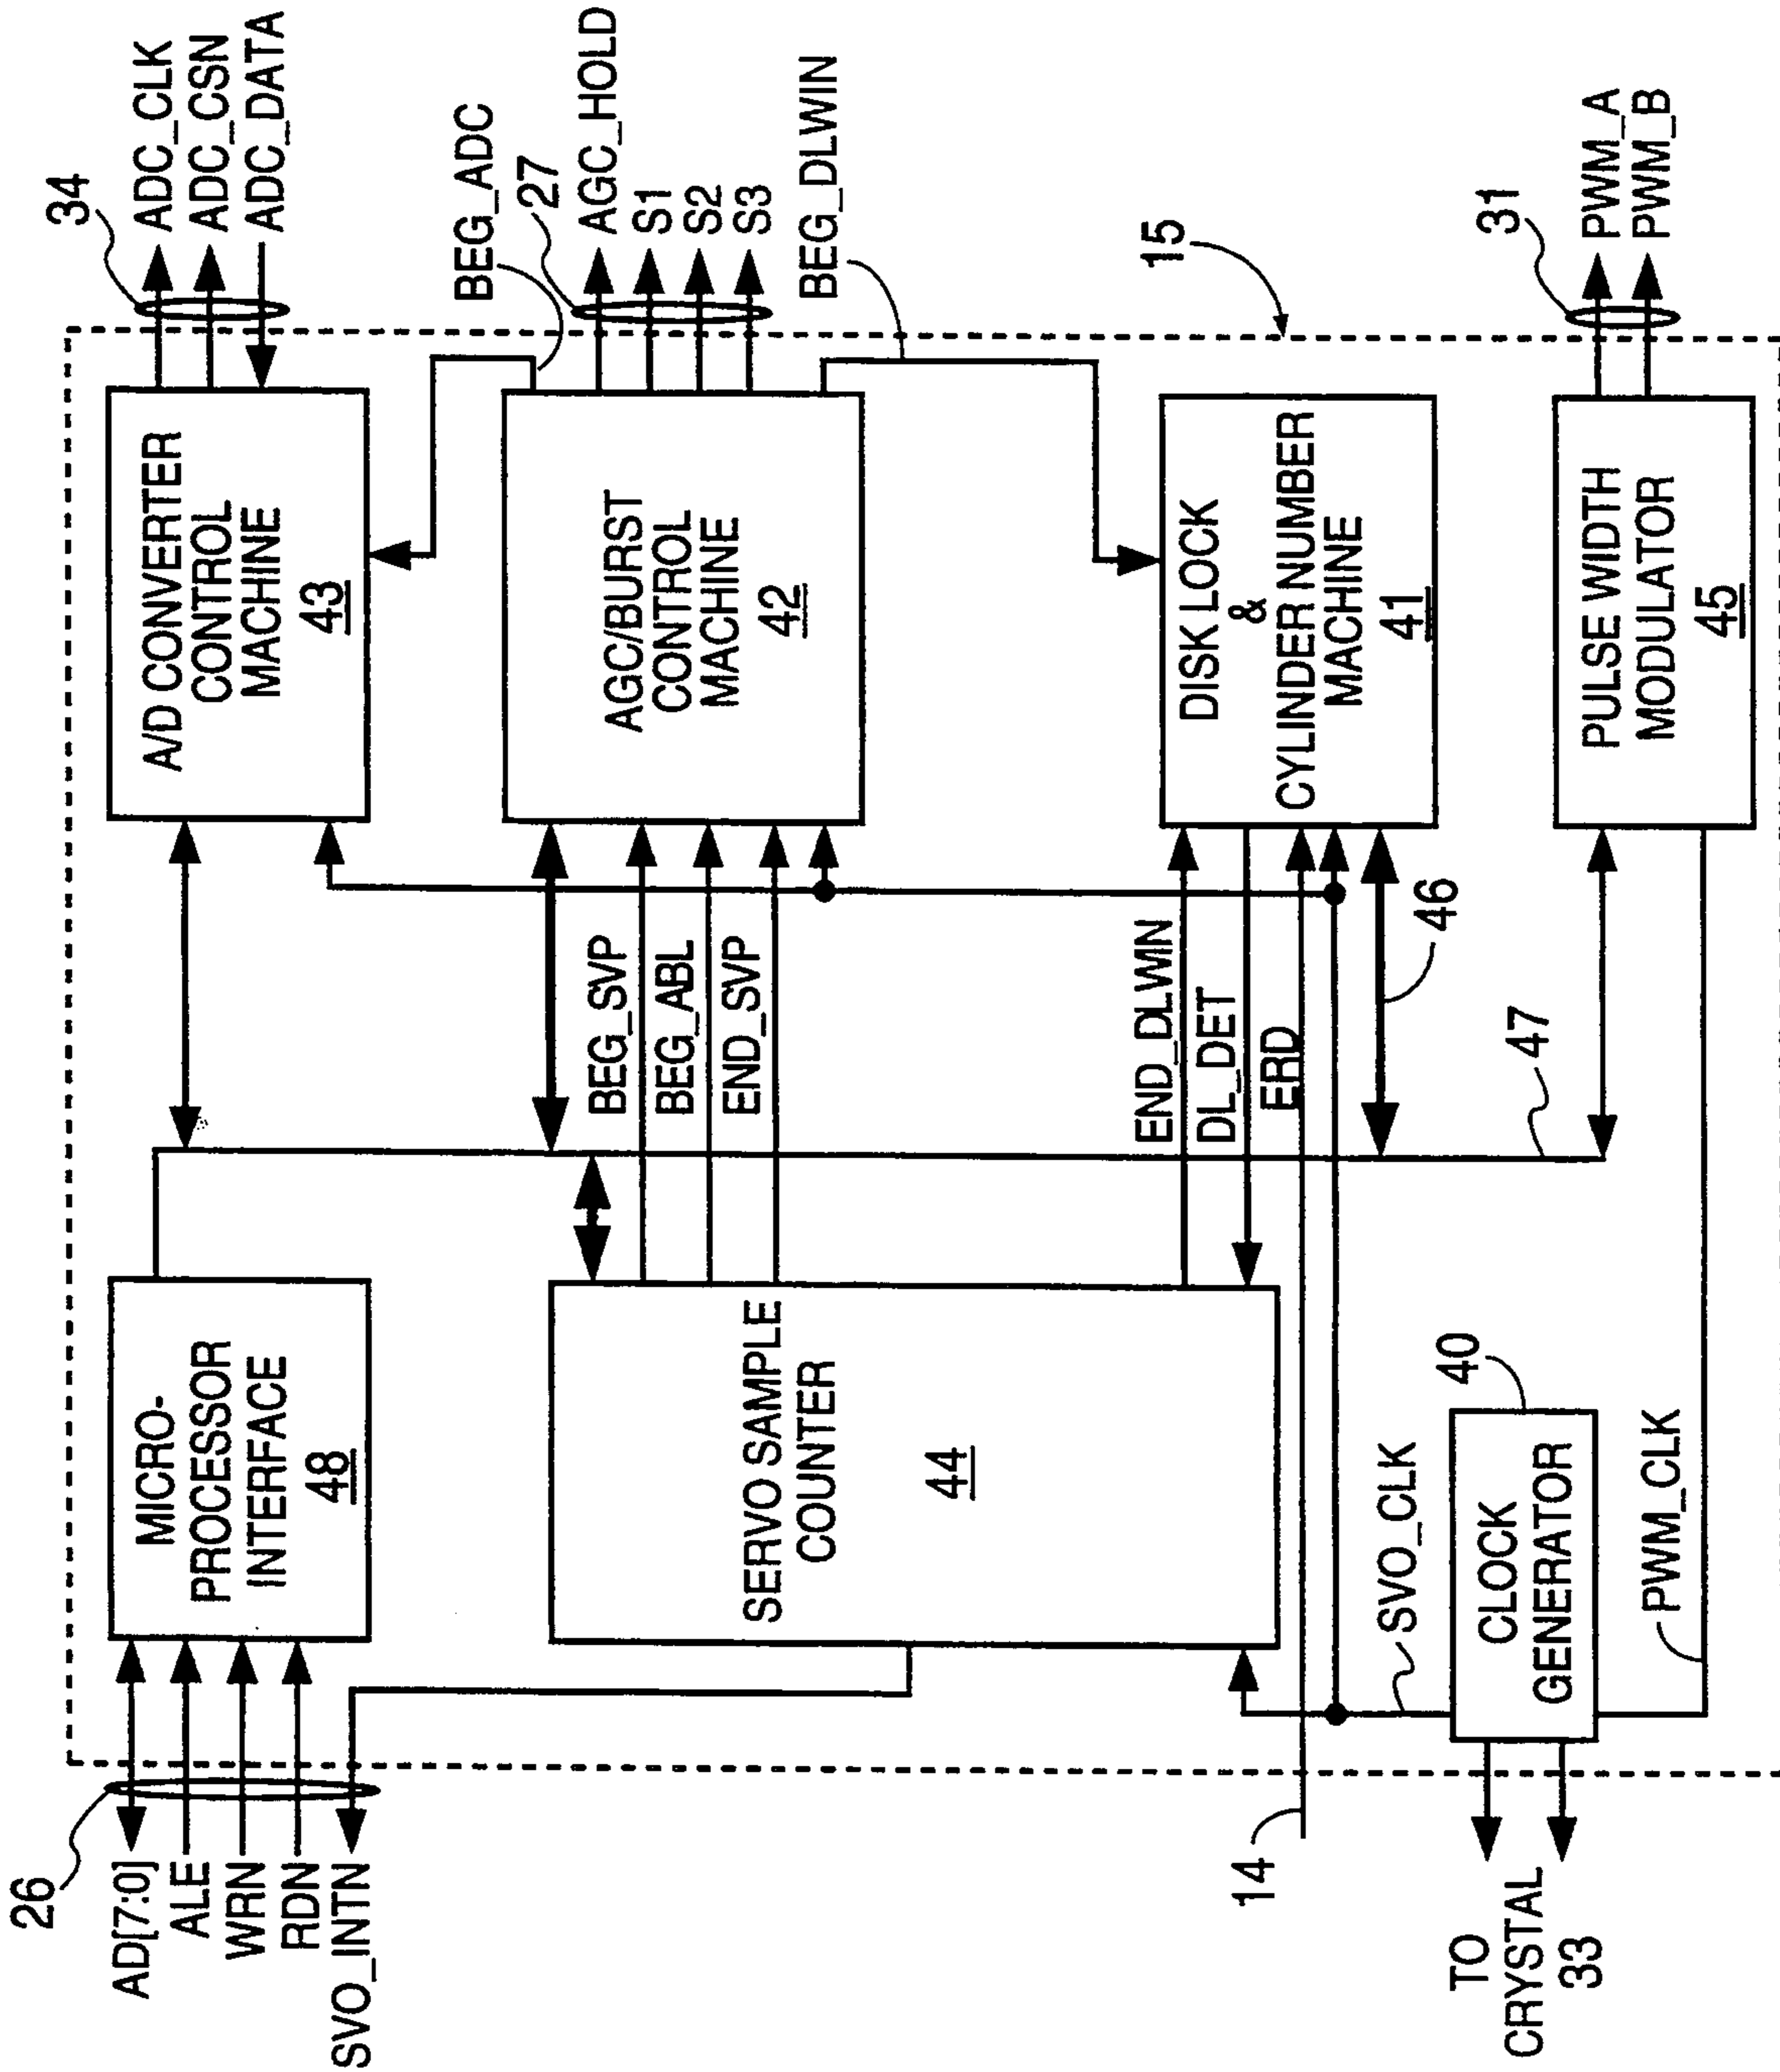 26
AD[7:0]
ALE
WRN
RDN
SVO_INTN
MICRO-
PROCESSOR
INTERFACE
48
A/D CONVERTER
CONTROL
MACHINE
43
34
ADC_CLK
ADC_CSN
ADC_DATA
BEG_ADC
27
AGC_HOLD
S1
S2
S3
BEG_DLWIN
AGC/BURST
CONTROL
MACHINE
42
BEG_SVP
BEG_ABL
END_SVP
SERVO SAMPLE
COUNTER
44
END_DLWIN
DL_DET
ERD
DISK LOCK
&
CYLINDER NUMBER
MACHINE
41
15
46
47
14
TO
CRYSTAL
33
CLOCK
GENERATOR
40
SVO_CLK
PWM_CLK
PULSE WIDTH
MODULATOR
45
31
PWM_A
PWM_B